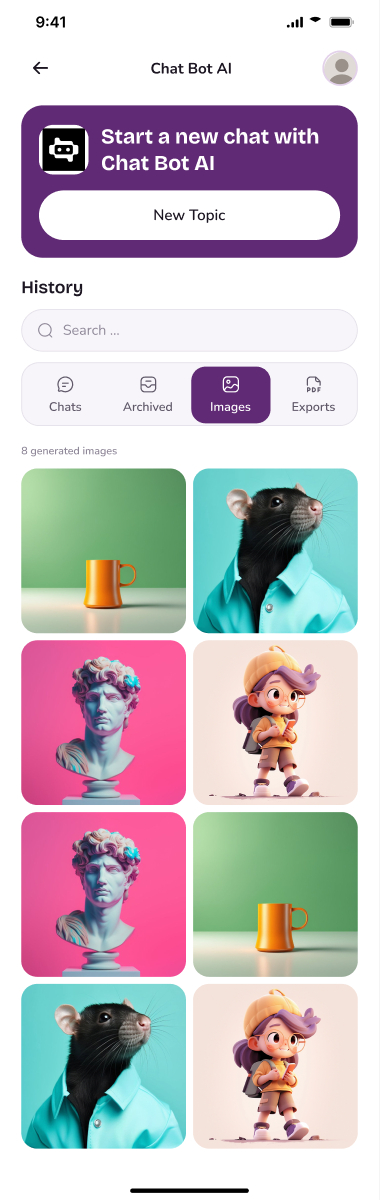 9:41
Chat Bot AI
Start a new chat with
Chat Bot AI
New Topic
History
Search ...
Chats
Archived
Images
PDF
Exports
8 generated images